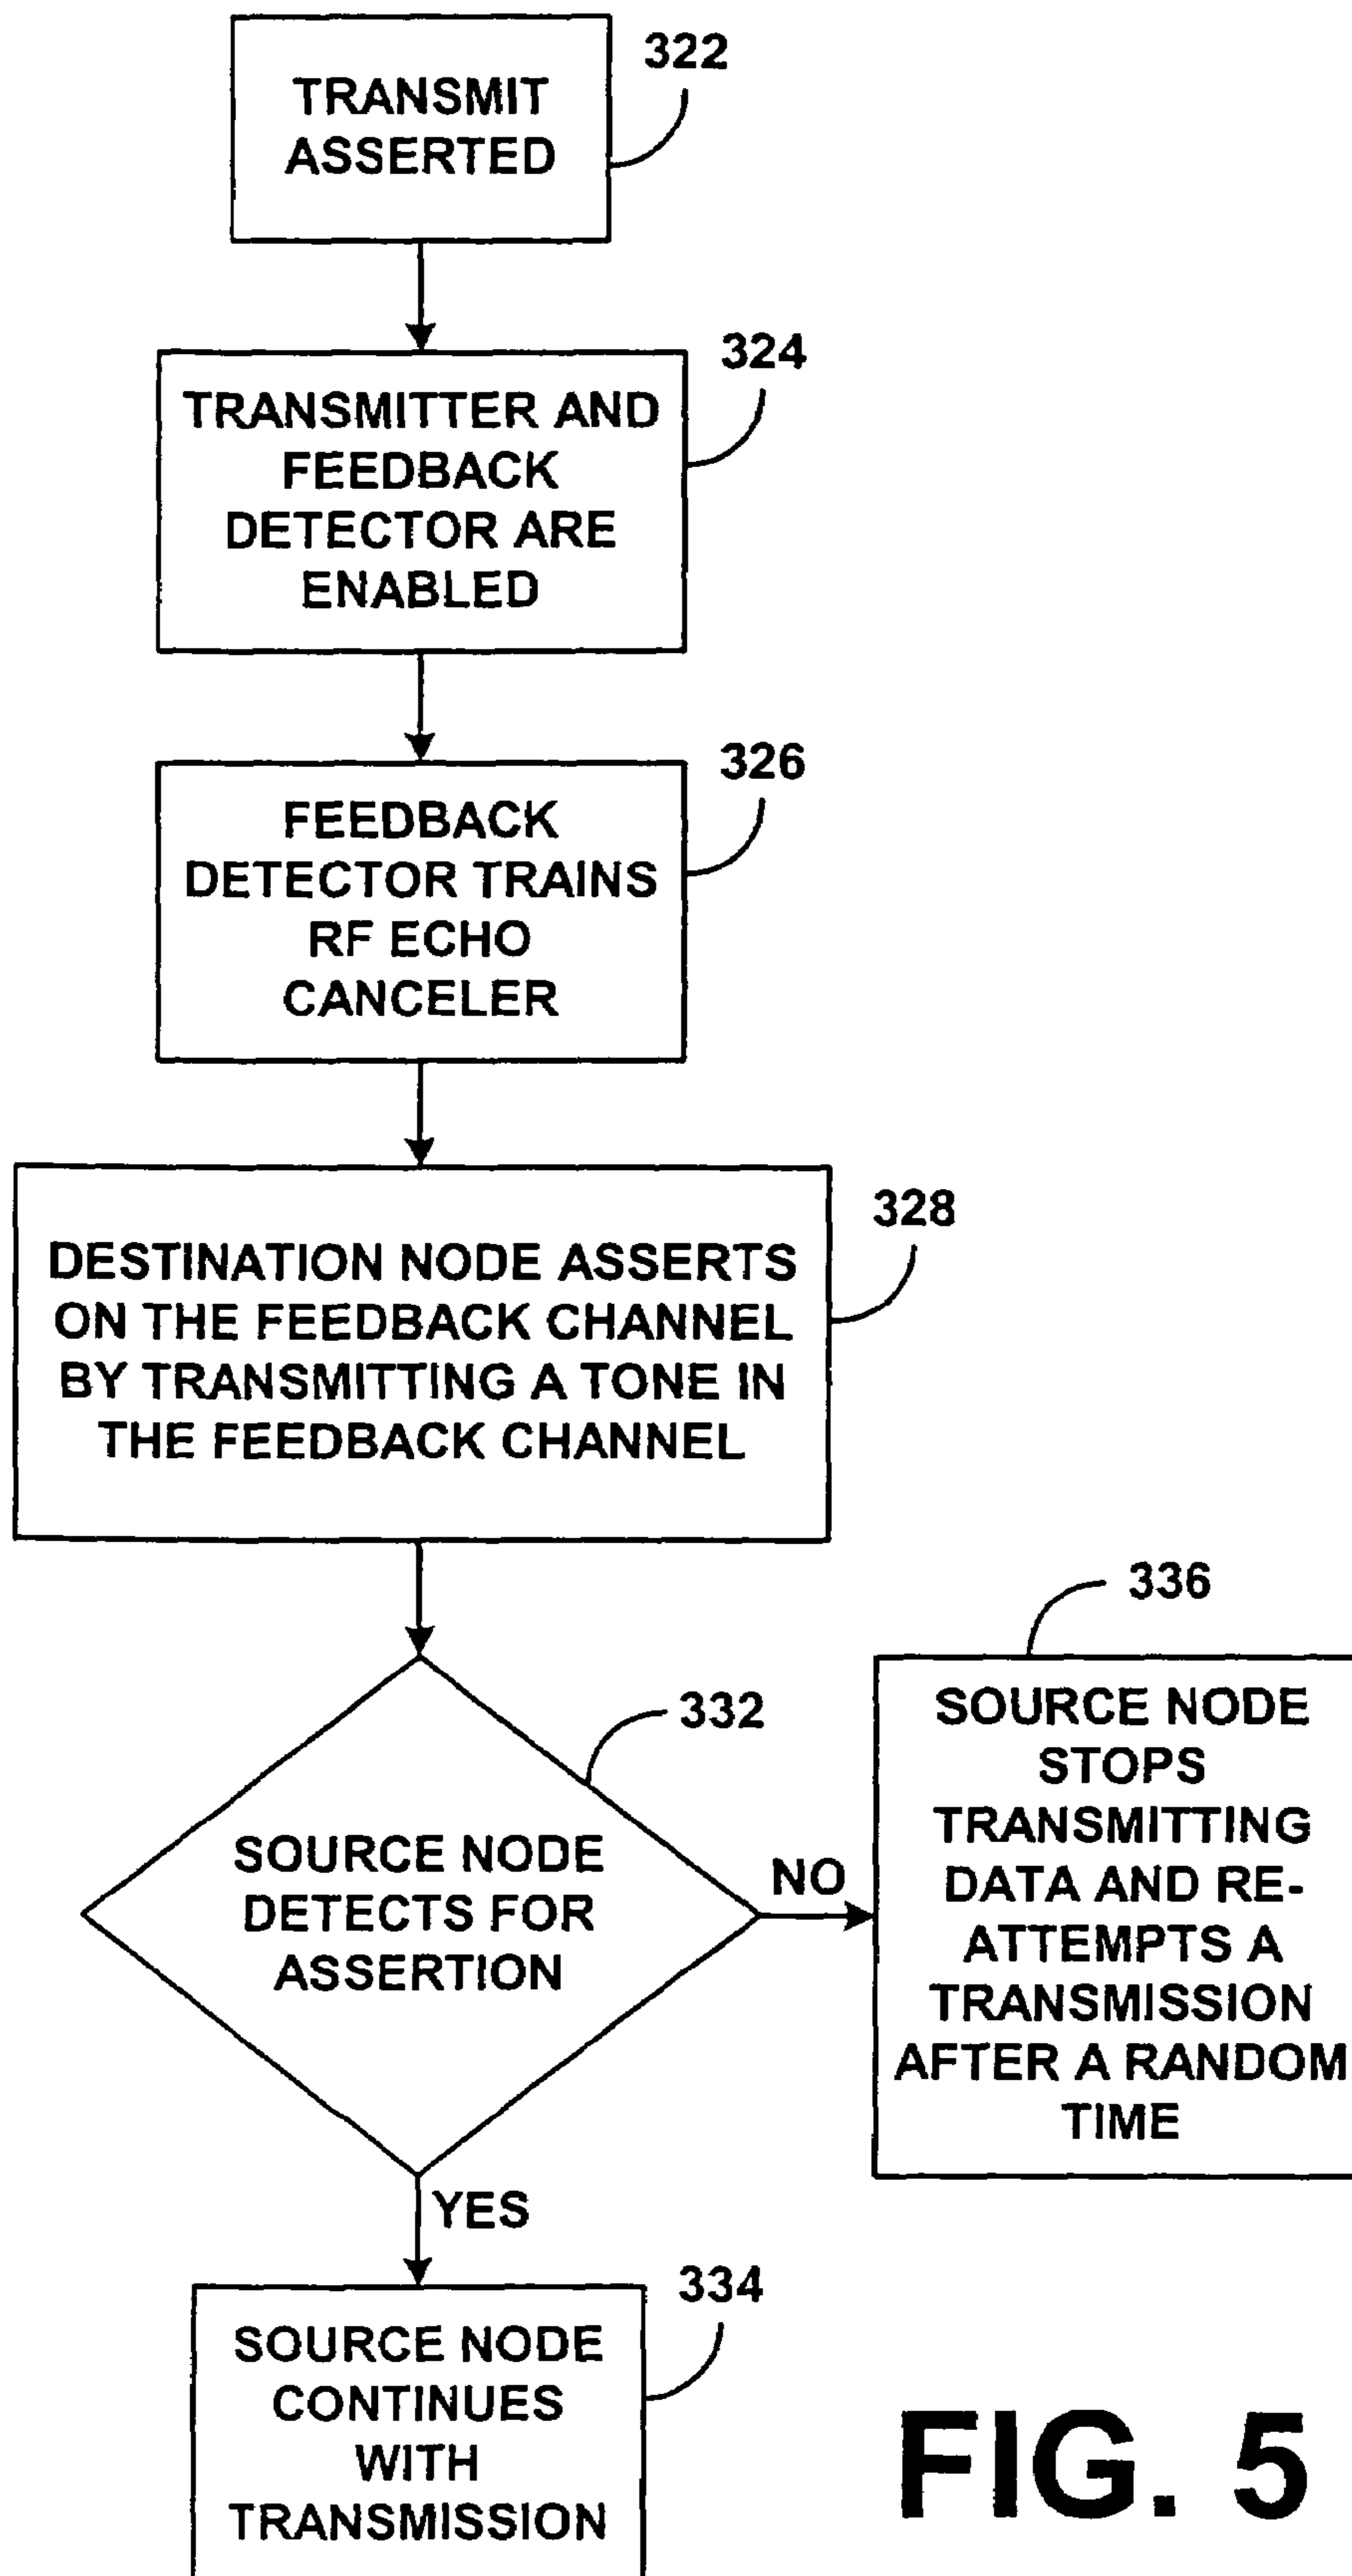 322
TRANSMIT
ASSERTED
324
TRANSMITTER AND
FEEDBACK
DETECTOR ARE
ENABLED
326
FEEDBACK
DETECTOR TRAINS
RF ECHO
CANCELER
328
DESTINATION NODE ASSERTS
ON THE FEEDBACK CHANNEL
BY TRANSMITTING A TONE IN
THE FEEDBACK CHANNEL
332
SOURCE NODE
DETECTS FOR
ASSERTION
NO
336
SOURCE NODE
STOPS
TRANSMITTING
DATA AND RE-
ATTEMPTS A
TRANSMISSION
AFTER A RANDOM
TIME
YES
334
SOURCE NODE
CONTINUES
WITH
TRANSMISSION
FIG. 5